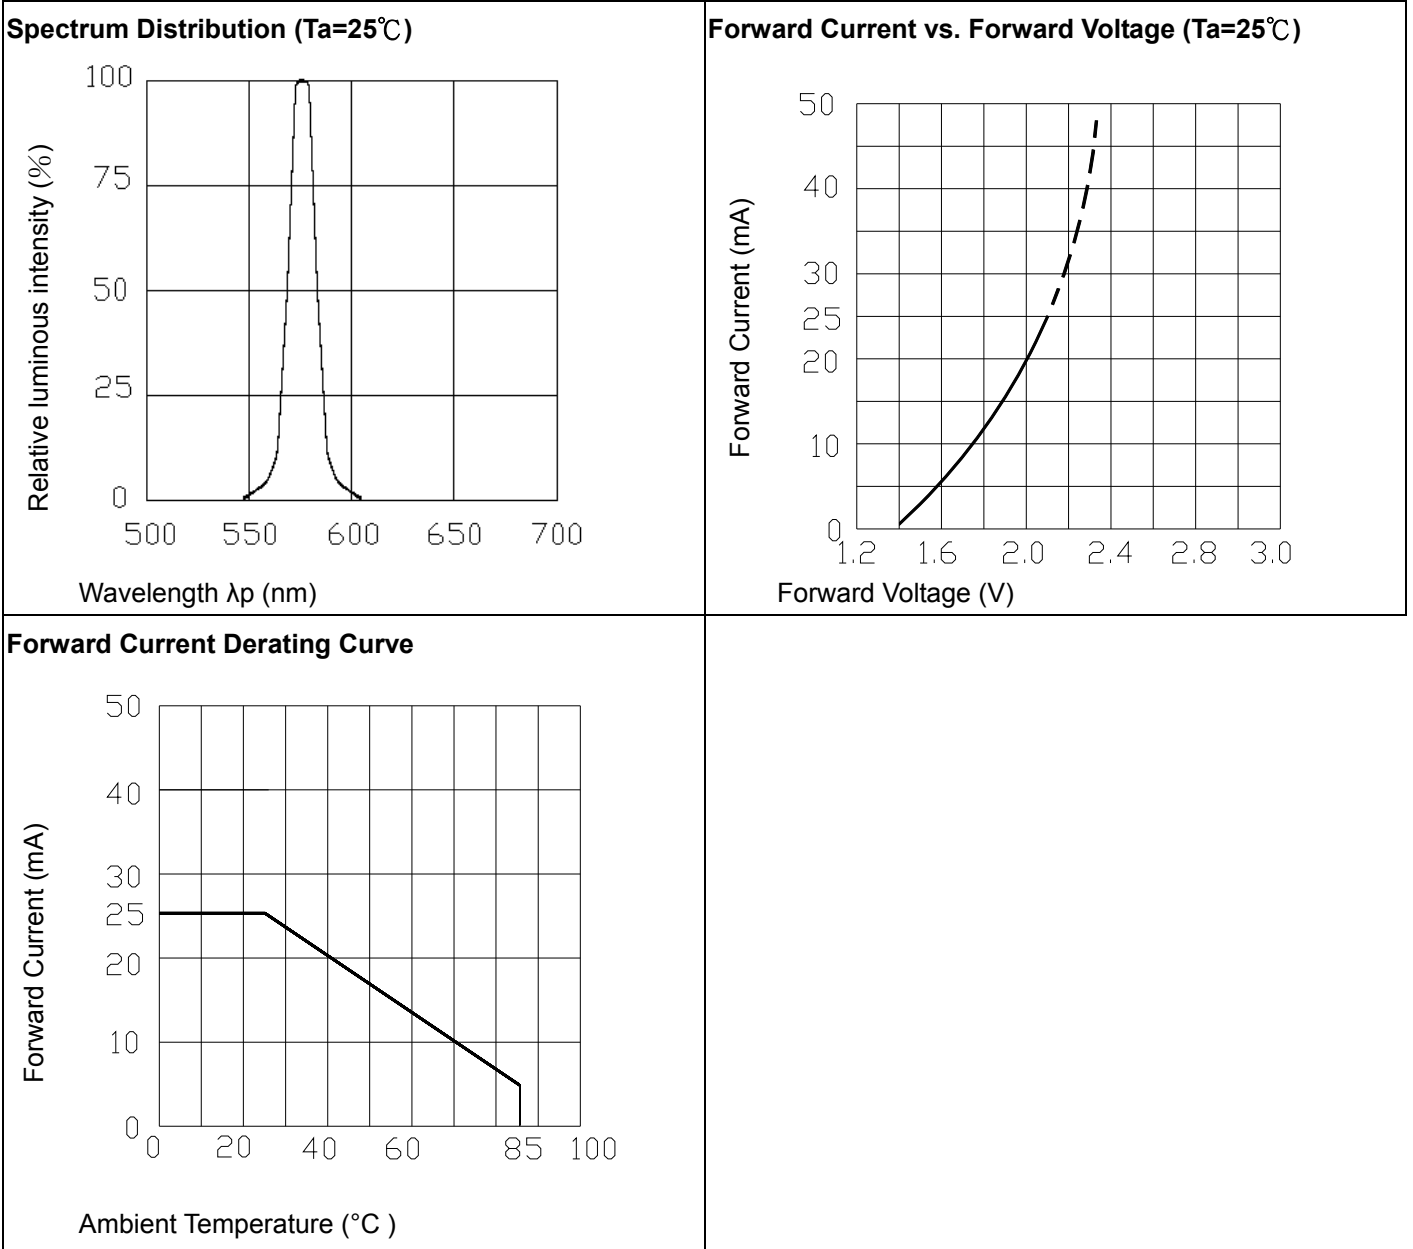 Spectrum Distribution (Ta=25℃)
100
75
50
25
0
500 550 600 650 700
Relative luminous intensity (%)
Wavelength λp (nm)
Forward Current vs. Forward Voltage (Ta=25℃)
50
40
30
25
20
10
0
1.2 1.6 2.0 2.4 2.8 3.0
Forward Current (mA)
Forward Voltage (V)
Forward Current Derating Curve
50
40
30
25
20
10
0
0 20 40 60 85 100
Forward Current (mA)
Ambient Temperature (°C )